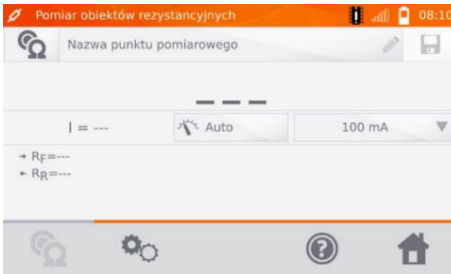 Pomiar obiektów rezystancyjnych 08:10
Nazwa punktu pomiarowego
---
I = --- Auto 100 mA
→ RF=---
← RR=---